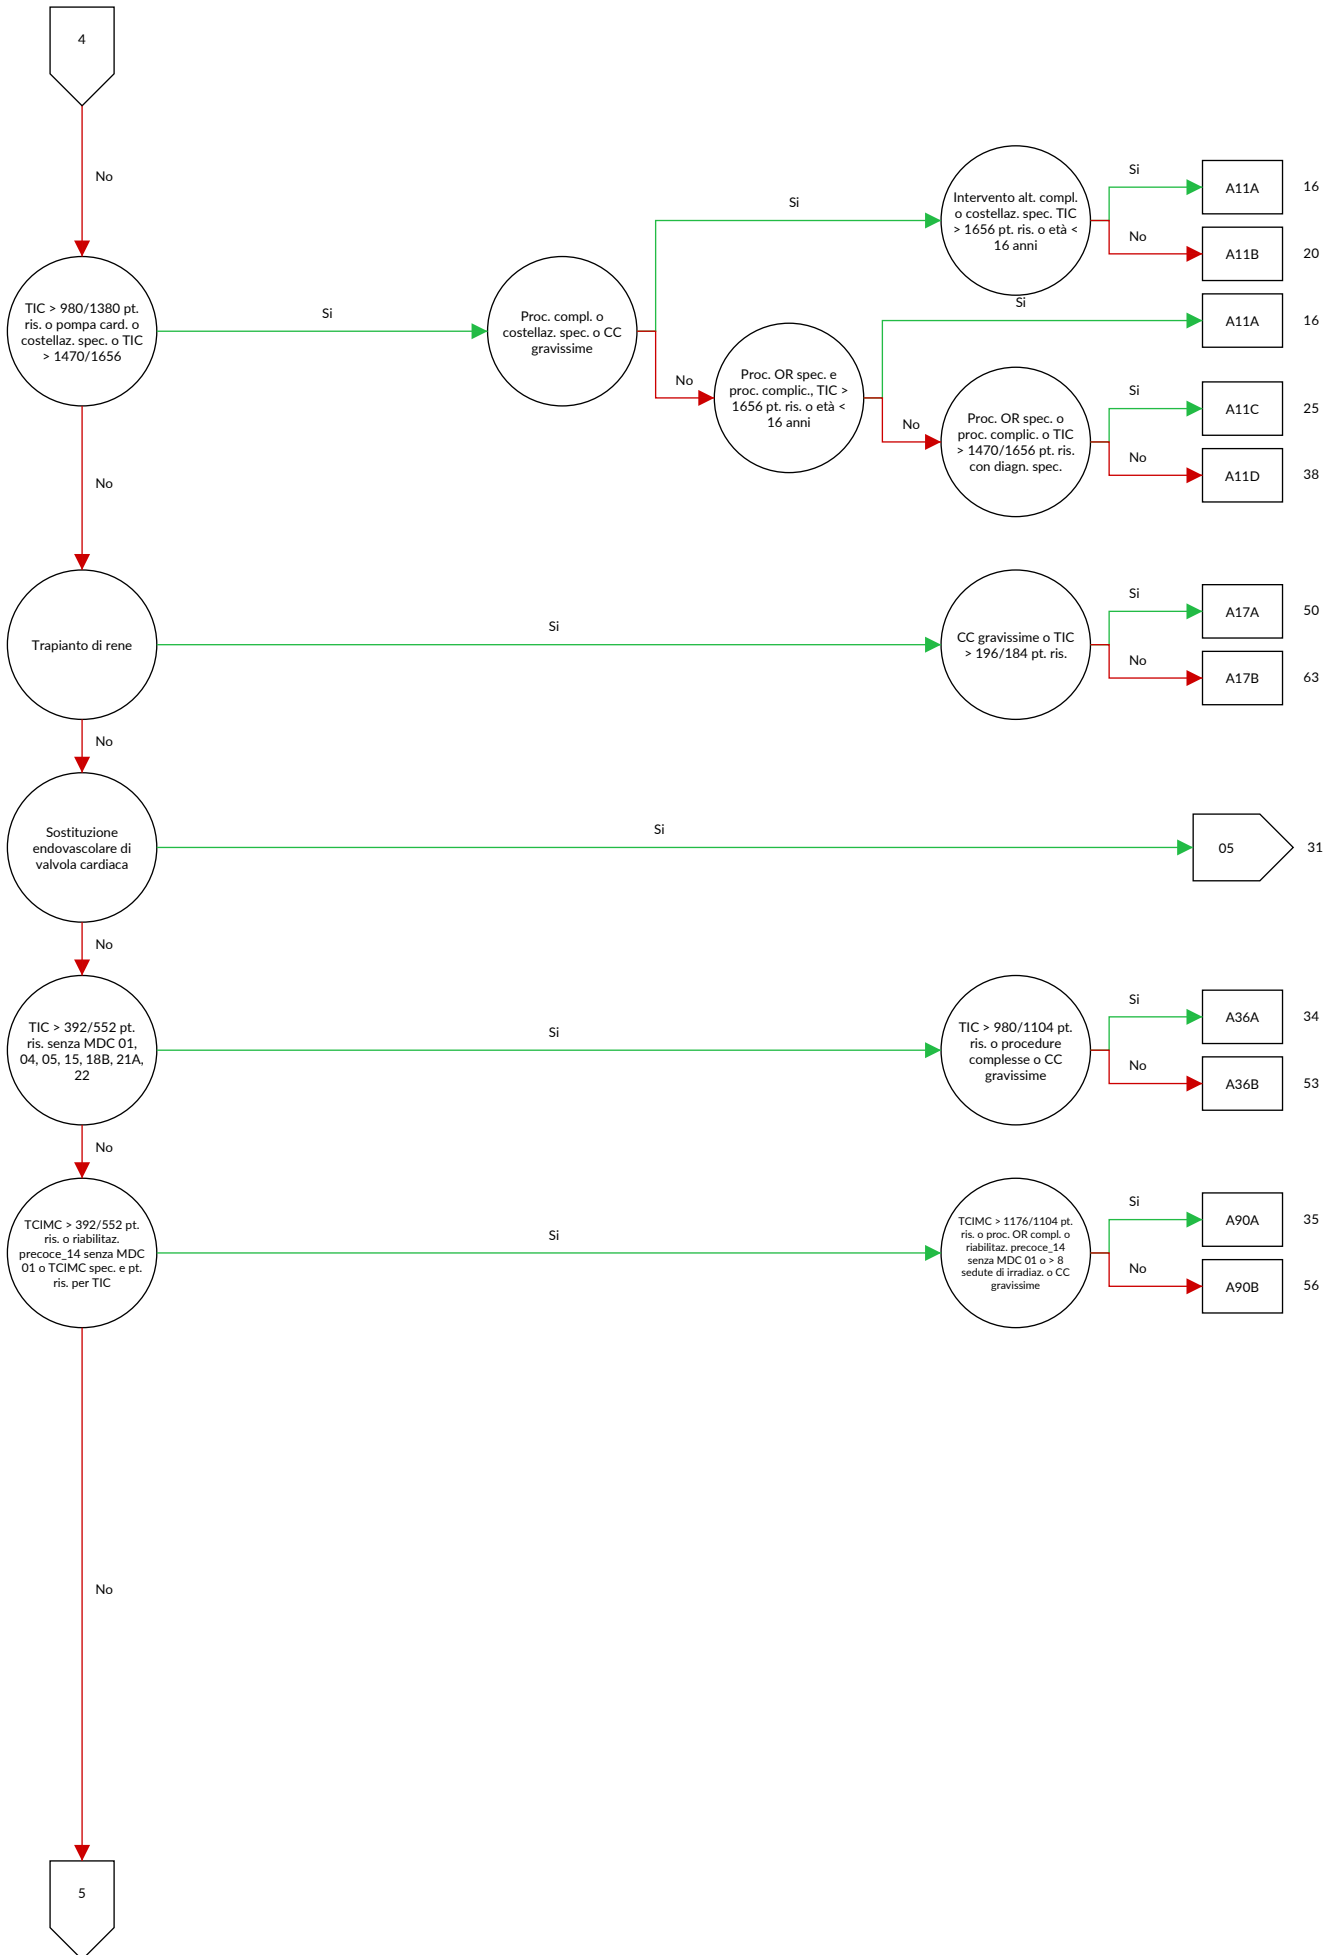 4
No
TIC > 980/1380 pt.
ris. o pompa card. o
costellaz. spec. o TIC
> 1470/1656
Si
Proc. compl. o
costellaz. spec. o CC
gravissime
Si
Intervento alt. compl.
o costellaz. spec. TIC
> 1656 pt. ris. o età <
16 anni
Si
A11A
16
No
A11B
20
No
Proc. OR spec. e
proc. complic., TIC >
1656 pt. ris. o età <
16 anni
Si
A11A
16
No
Proc. OR spec. o
proc. complic. o TIC
> 1470/1656 pt. ris.
con diagn. spec.
Si
A11C
25
No
A11D
38
No
Trapianto di rene
Si
CC gravissime o TIC
> 196/184 pt. ris.
Si
A17A
50
No
A17B
63
No
Sostituzione
endovascolare di
valvola cardiaca
Si
05
31
No
TIC > 392/552 pt.
ris. senza MDC 01,
04, 05, 15, 18B, 21A,
22
Si
TIC > 980/1104 pt.
ris. o procedure
complesse o CC
gravissime
Si
A36A
34
No
A36B
53
No
TCIMC > 392/552 pt.
ris. o riabilitaz.
precoce_14 senza MDC
01 o TCIMC spec. e pt.
ris. per TIC
Si
TCIMC > 1176/1104 pt.
ris. o proc. OR compl. o
riabilitaz. precoce_14
senza MDC 01 o > 8
sedute di irradiaz. o CC
gravissime
Si
A90A
35
No
A90B
56
No
5